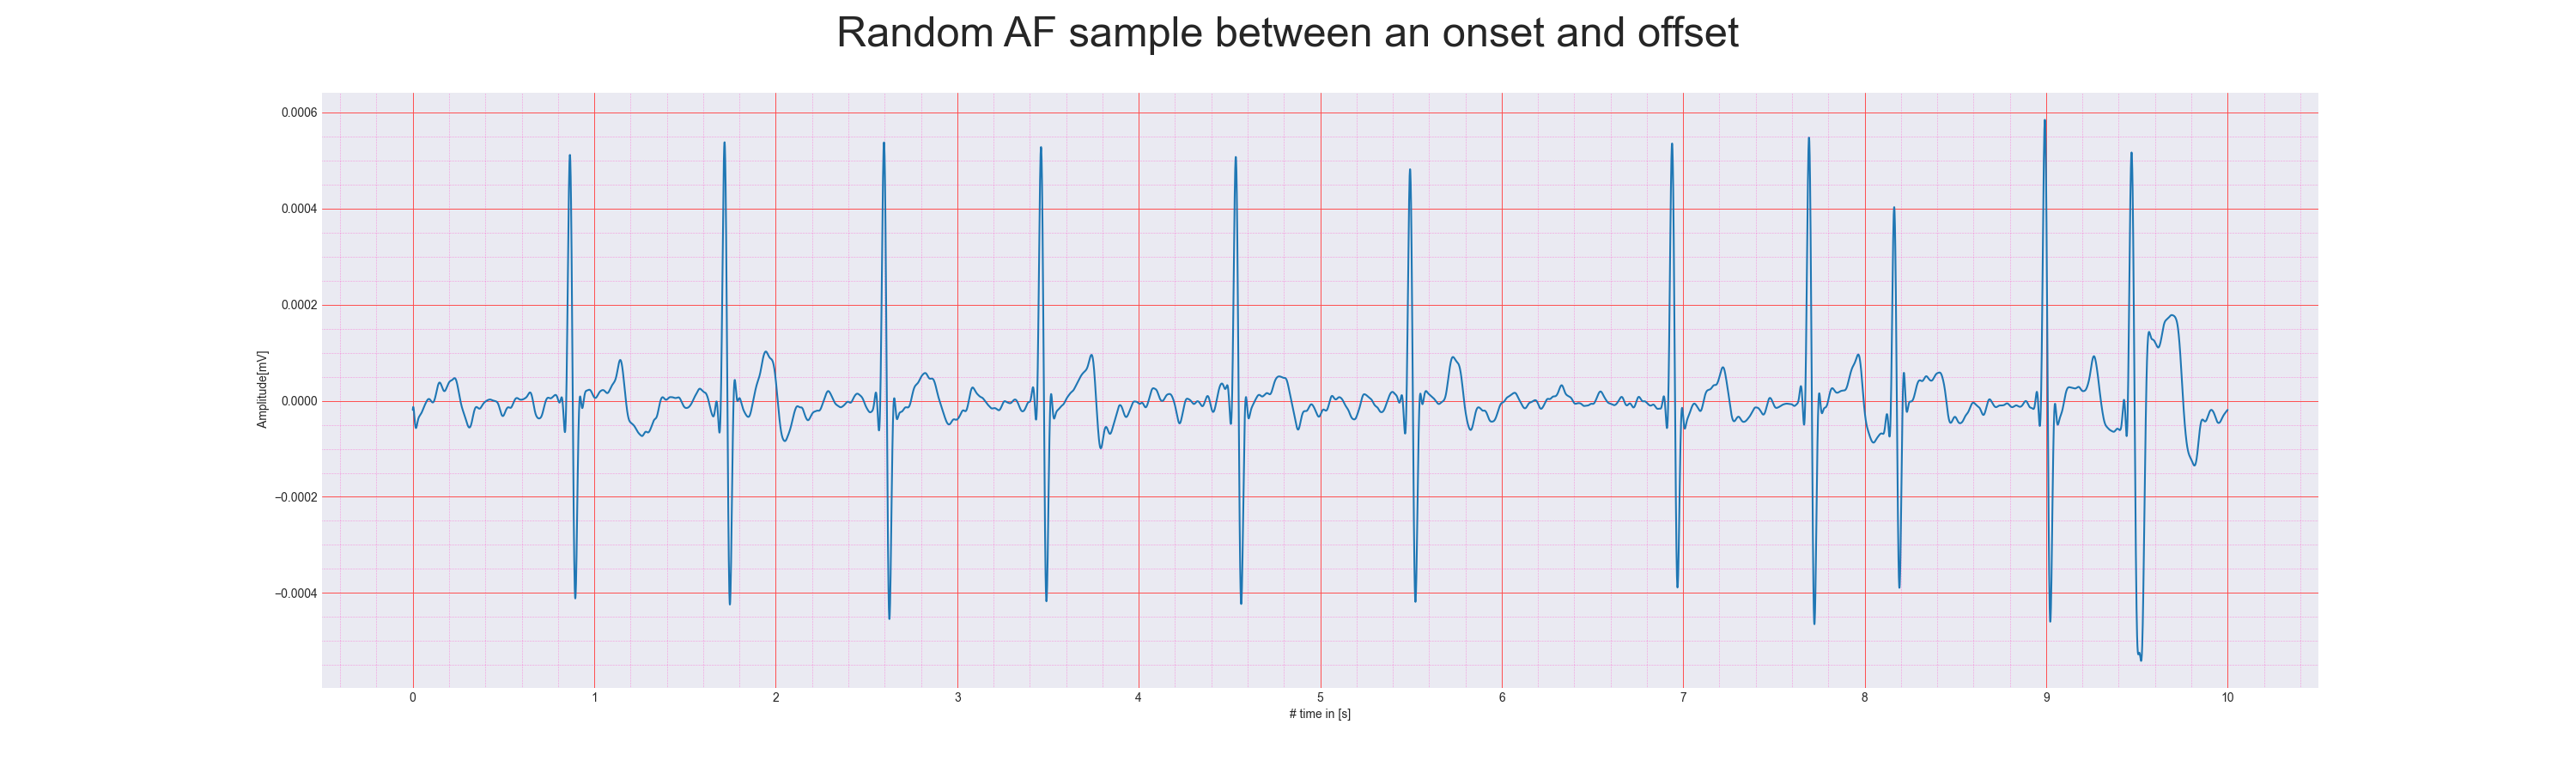 Random AF sample between an onset and offset
0.0006
0.0004
0.0002
0.0000
−0.0002
−0.0004
Amplitude[mV]
0 1 2 3 4 5 6 7 8 9 10
# time in [s]